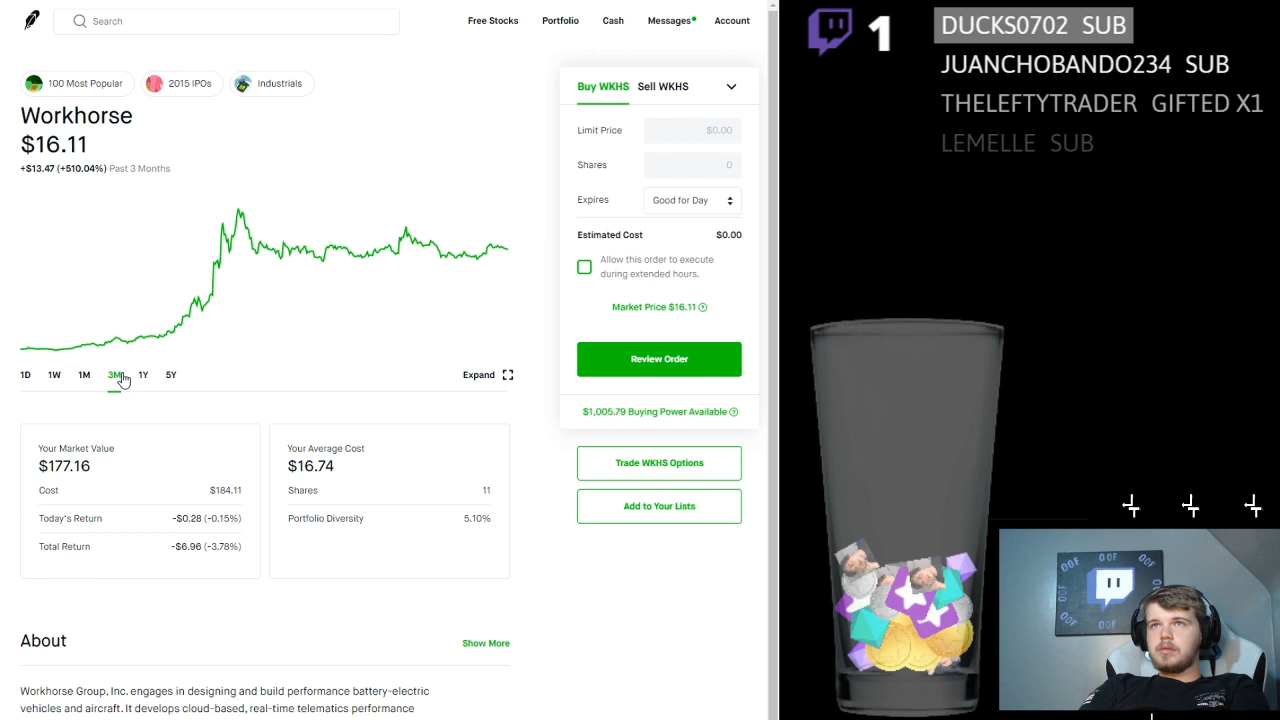 Search
Free Stocks
Portfolio
Cash
Messages
Account
100 Most Popular
2015 IPOs
Industrials
Workhorse
$16.11
+$13.47 (+510.04%) Past 3 Months
1D
1W
1M
3M
1Y
5Y
Expand
Your Market Value
$177.16
Cost
$184.11
Today's Return
-$0.28 (-0.15%)
Total Return
-$6.96 (-3.78%)
Your Average Cost
$16.74
Shares
11
Portfolio Diversity
5.10%
About
Show More
Workhorse Group, Inc. engages in designing and build performance battery-electric
vehicles and aircraft. It develops cloud-based, real-time telematics performance
Buy WKHS
Sell WKHS
Limit Price
$0.00
Shares
0
Expires
Good for Day
Estimated Cost
$0.00
Allow this order to execute
during extended hours.
Market Price $16.11
Review Order
$1,005.79 Buying Power Available
Trade WKHS Options
Add to Your Lists
1
DUCKS0702 SUB
JUANCHOBANDO234 SUB
THELEFTYTRADER GIFTED X1
LEMELLE SUB
OOF
OOF
OOF
OOF
OOF
OOF